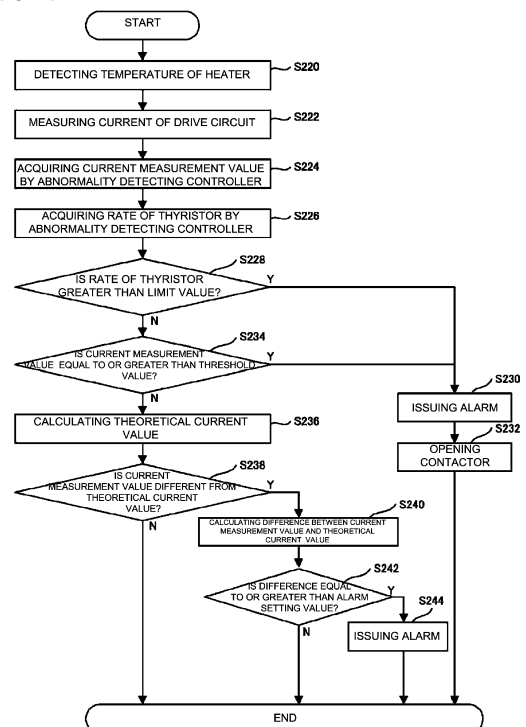 START
S220
DETECTING TEMPERATURE OF HEATER
S222
MEASURING CURRENT OF DRIVE CIRCUIT
S224
ACQUIRING CURRENT MEASUREMENT VALUE
BY ABNORMALITY DETECTING CONTROLLER
S226
ACQUIRING RATE OF THYRISTOR BY
ABNORMALITY DETECTING CONTROLLER
S228
IS RATE OF THYRISTOR
GREATER THAN LIMIT VALUE?
Y
N
S234
IS CURRENT MEASUREMENT
VALUE EQUAL TO OR GREATER THAN THRESHOLD
VALUE?
Y
N
S230
ISSUING ALARM
S232
OPENING
CONTACTOR
S236
CALCULATING THEORETICAL CURRENT
VALUE
S238
IS CURRENT
MEASUREMENT VALUE DIFFERENT FROM
THEORETICAL CURRENT
VALUE?
Y
N
S240
CALCULATING DIFFERENCE BETWEEN CURRENT
MEASUREMENT VALUE AND THEORETICAL
CURRENT VALUE
S242
IS DIFFERENCE EQUAL
TO OR GREATER THAN ALARM
SETTING VALUE?
Y
N
S244
ISSUING ALARM
END